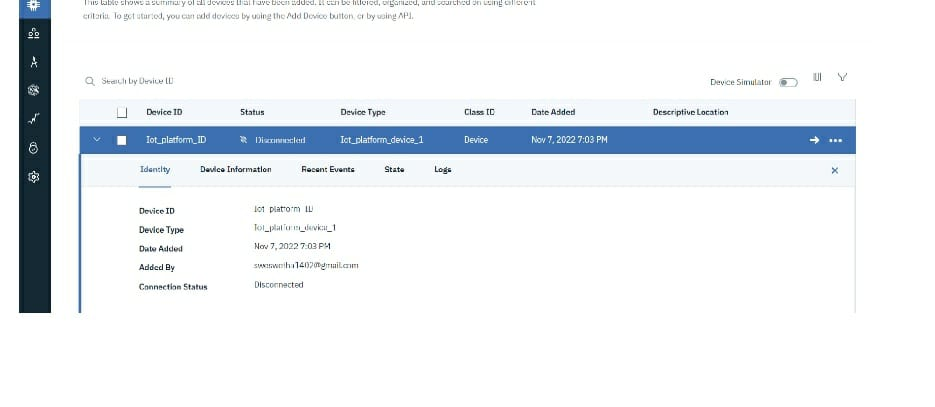 This table shows a summary of all devices that have been added. It can be filtered, organized, and searched on using different
criteria. To get started, you can add devices by using the Add Device button, or by using API.
Search by Device ID
Device Simulator
Device ID Status Device Type Class ID Date Added Descriptive Location
Iot_platform_ID Disconnected Iot_platform_device_1 Device Nov 7, 2022 7:03 PM
Identity Device Information Recent Events State Logs
Device ID Iot_platform_ID
Device Type Iot_platform_device_1
Date Added Nov 7, 2022 7:03 PM
Added By
Connection Status Disconnected